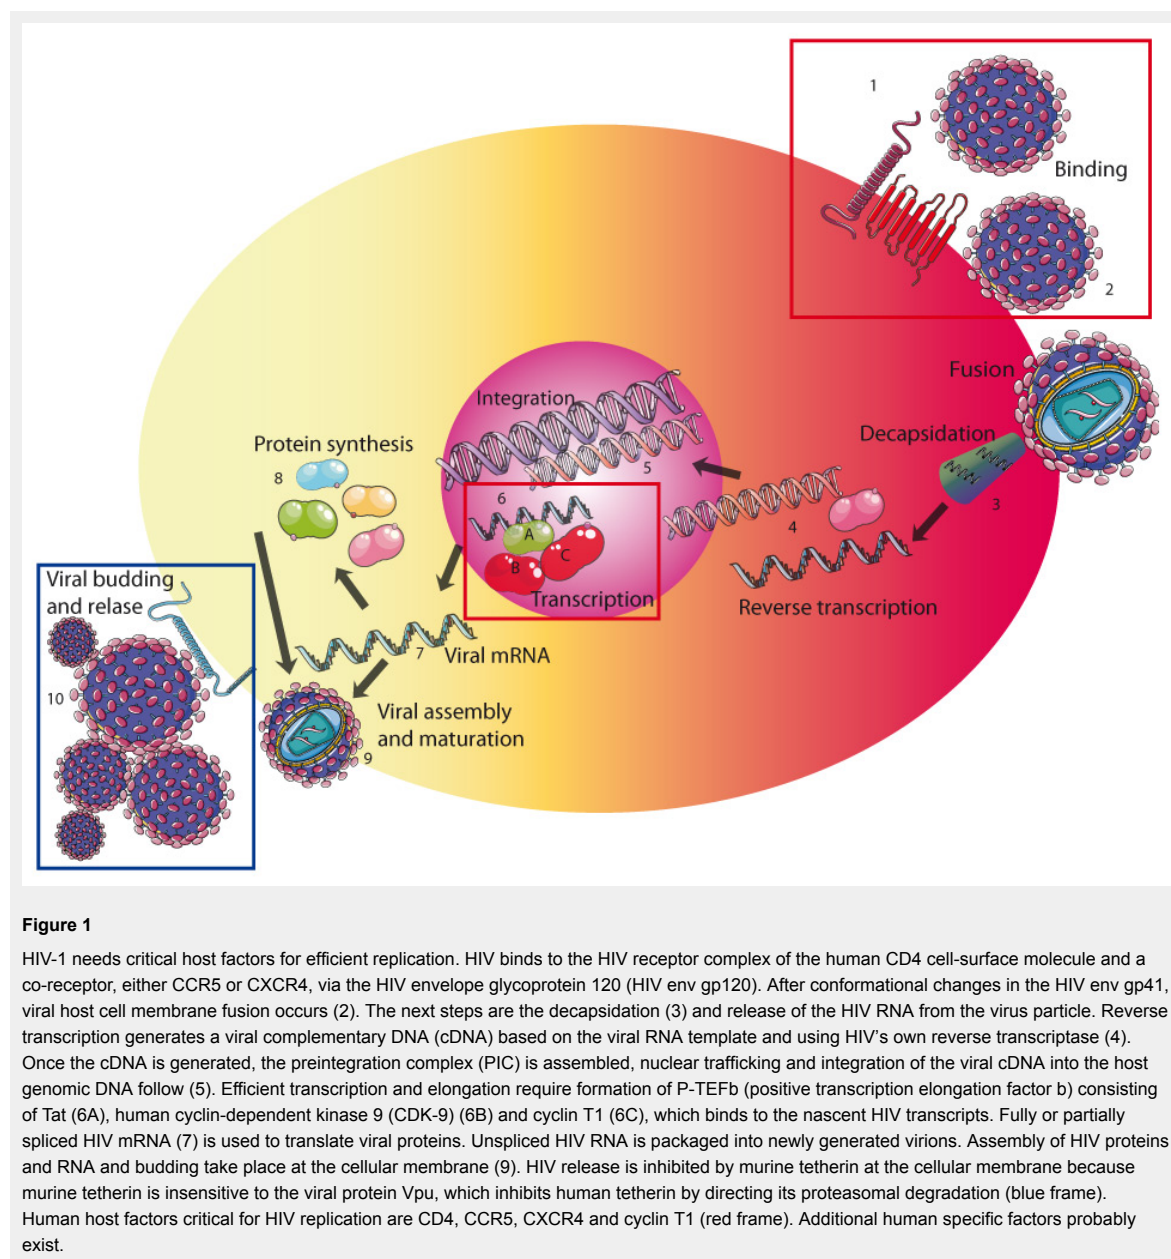 1
Binding
2
Fusion
Decapsidation
3
Integration
5
4
Reverse transcription
6
A
B
C
Transcription
Protein synthesis
8
7
Viral mRNA
Viral assembly
and maturation
9
Viral budding
and relase
10
Figure 1
HIV-1 needs critical host factors for efficient replication. HIV binds to the HIV receptor complex of the human CD4 cell-surface molecule and a
co-receptor, either CCR5 or CXCR4, via the HIV envelope glycoprotein 120 (HIV env gp120). After conformational changes in the HIV env gp41,
viral host cell membrane fusion occurs (2). The next steps are the decapsidation (3) and release of the HIV RNA from the virus particle. Reverse
transcription generates a viral complementary DNA (cDNA) based on the viral RNA template and using HIV’s own reverse transcriptase (4).
Once the cDNA is generated, the preintegration complex (PIC) is assembled, nuclear trafficking and integration of the viral cDNA into the host
genomic DNA follow (5). Efficient transcription and elongation require formation of P-TEFb (positive transcription elongation factor b) consisting
of Tat (6A), human cyclin-dependent kinase 9 (CDK-9) (6B) and cyclin T1 (6C), which binds to the nascent HIV transcripts. Fully or partially
spliced HIV mRNA (7) is used to translate viral proteins. Unspliced HIV RNA is packaged into newly generated virions. Assembly of HIV proteins
and RNA and budding take place at the cellular membrane (9). HIV release is inhibited by murine tetherin at the cellular membrane because
murine tetherin is insensitive to the viral protein Vpu, which inhibits human tetherin by directing its proteasomal degradation (blue frame).
Human host factors critical for HIV replication are CD4, CCR5, CXCR4 and cyclin T1 (red frame). Additional human specific factors probably
exist.